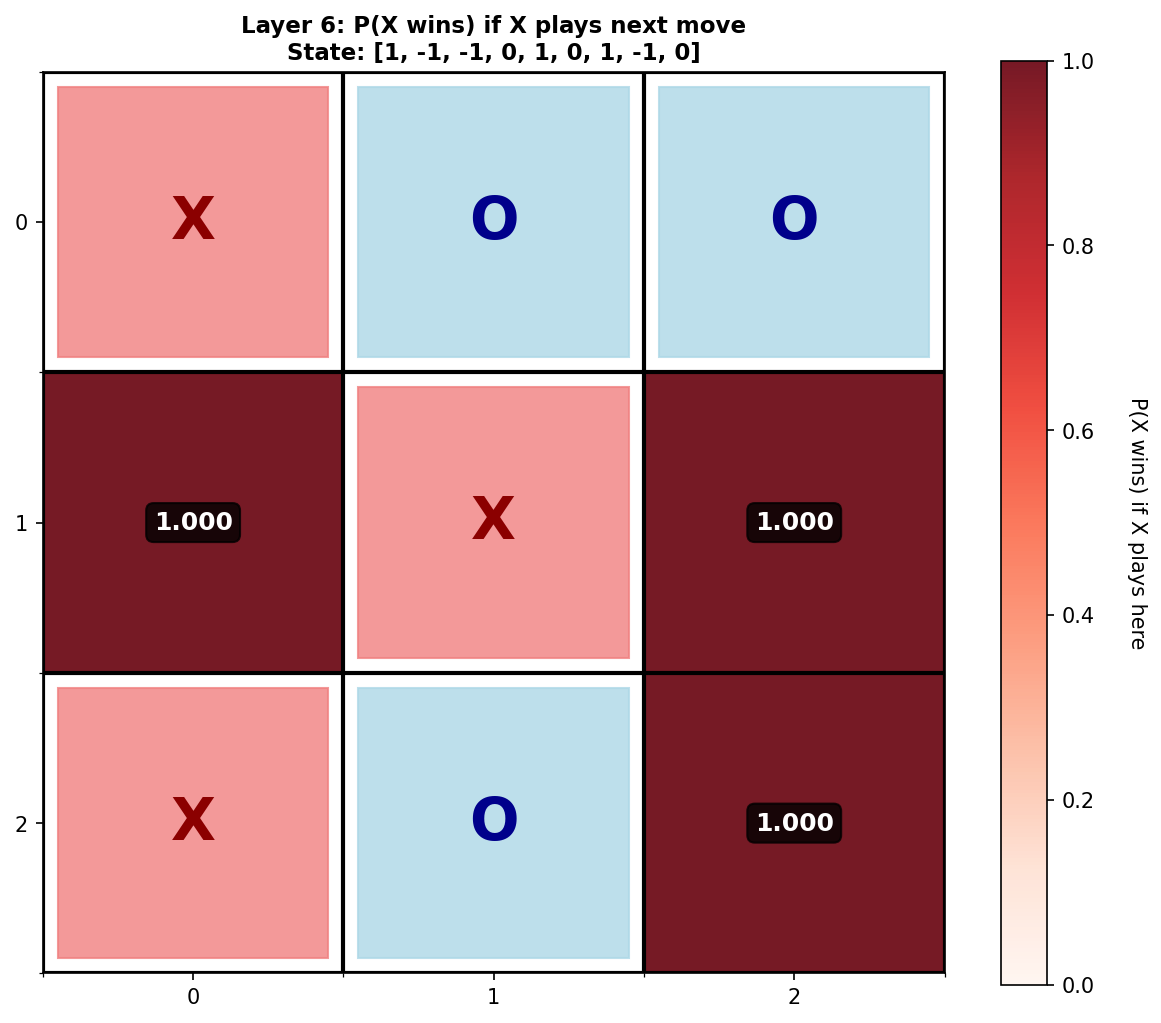 Layer 6: P(X wins) if X plays next move
State: [1, -1, -1, 0, 1, 0, 1, -1, 0]
0
X
O
O
1
1.000
X
1.000
2
X
O
1.000
0
1
2
1.0
0.8
0.6
0.4
0.2
0.0
P(X wins) if X plays here